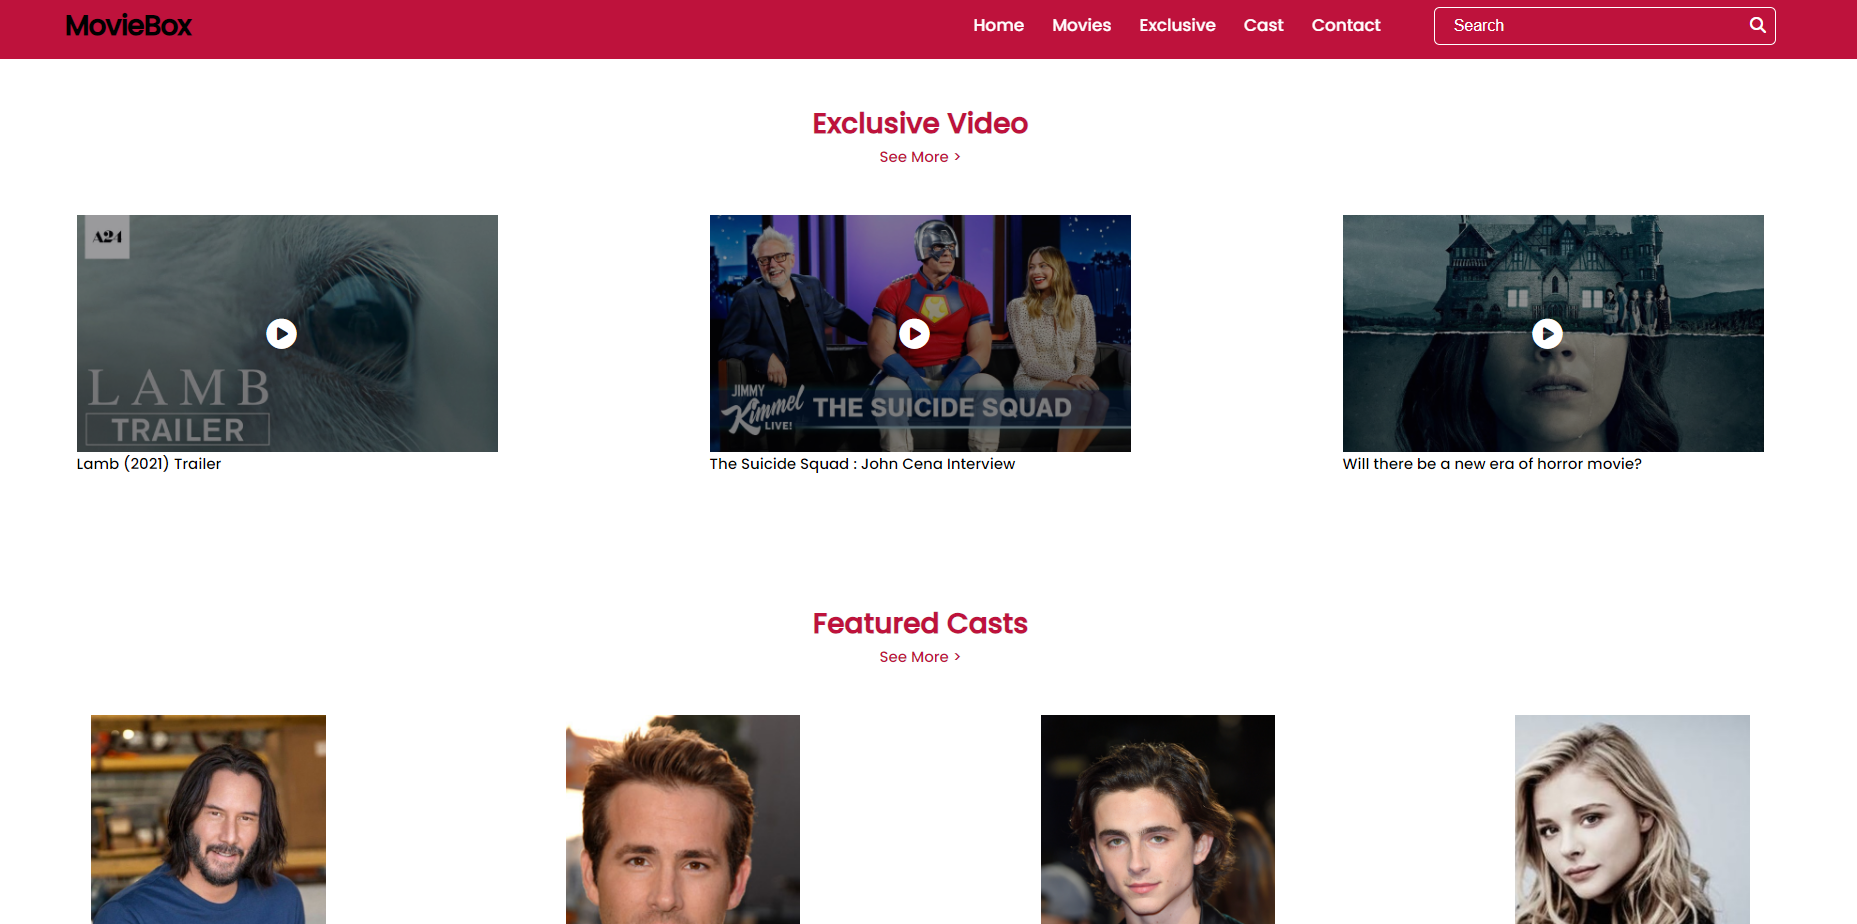 MovieBox
Home Movies Exclusive Cast Contact Search
Exclusive Video
See More >
A24
LAMB
TRAILER
JIMMY
Kimmel
LIVE!
THE SUICIDE SQUAD
Lamb (2021) Trailer
The Suicide Squad : John Cena Interview
Will there be a new era of horror movie?
Featured Casts
See More >